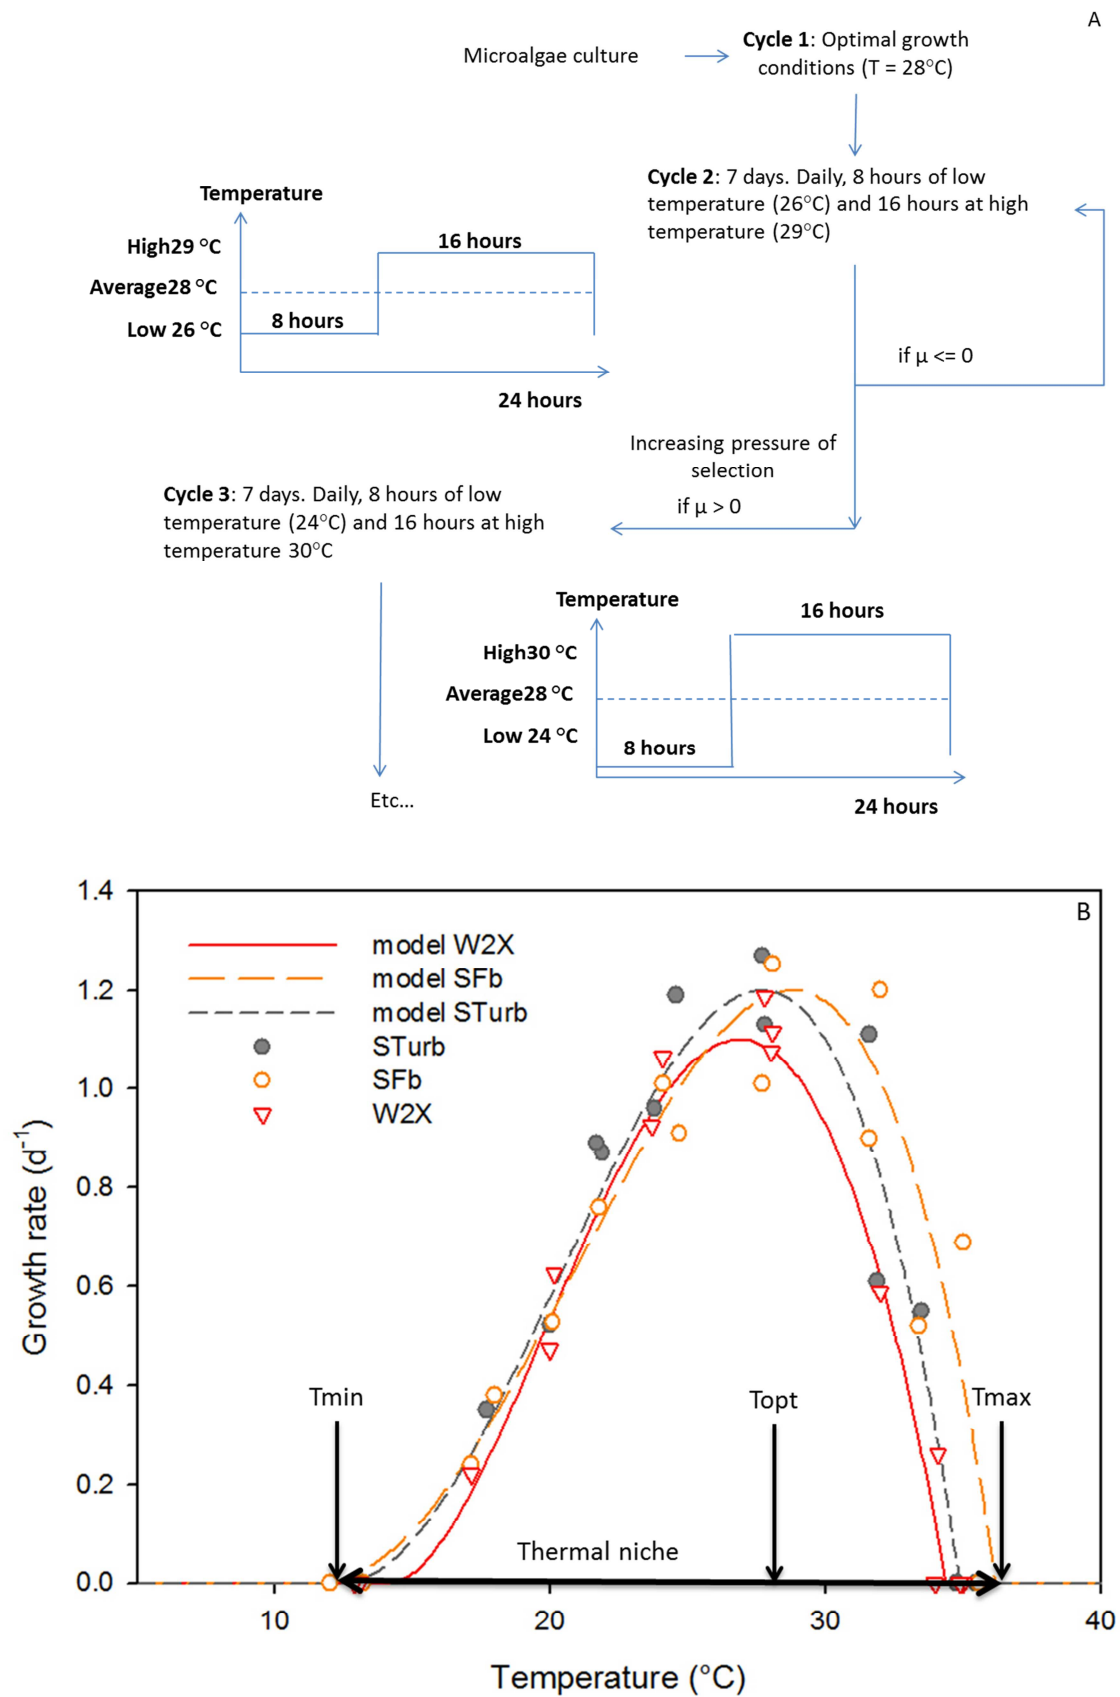 A
Microalgae culture
Cycle 1: Optimal growth
conditions (T = 28°C)
Cycle 2: 7 days. Daily, 8 hours of low
temperature (26°C) and 16 hours at high
temperature (29°C)
Temperature
High29 °C
16 hours
Average28 °C
Low 26 °C
8 hours
24 hours
if μ <= 0
Increasing pressure of
selection
if μ > 0
Cycle 3: 7 days. Daily, 8 hours of low
temperature (24°C) and 16 hours at high
temperature 30°C
Temperature
16 hours
High30 °C
Average28 °C
Low 24 °C
8 hours
24 hours
Etc...
B
1.4
1.2
1.0
0.8
0.6
0.4
0.2
0.0
Growth rate (d-1)
model W2X
model SFb
model STurb
STurb
SFb
W2X
Tmin
Topt
Tmax
Thermal niche
10
20
30
40
Temperature (°C)